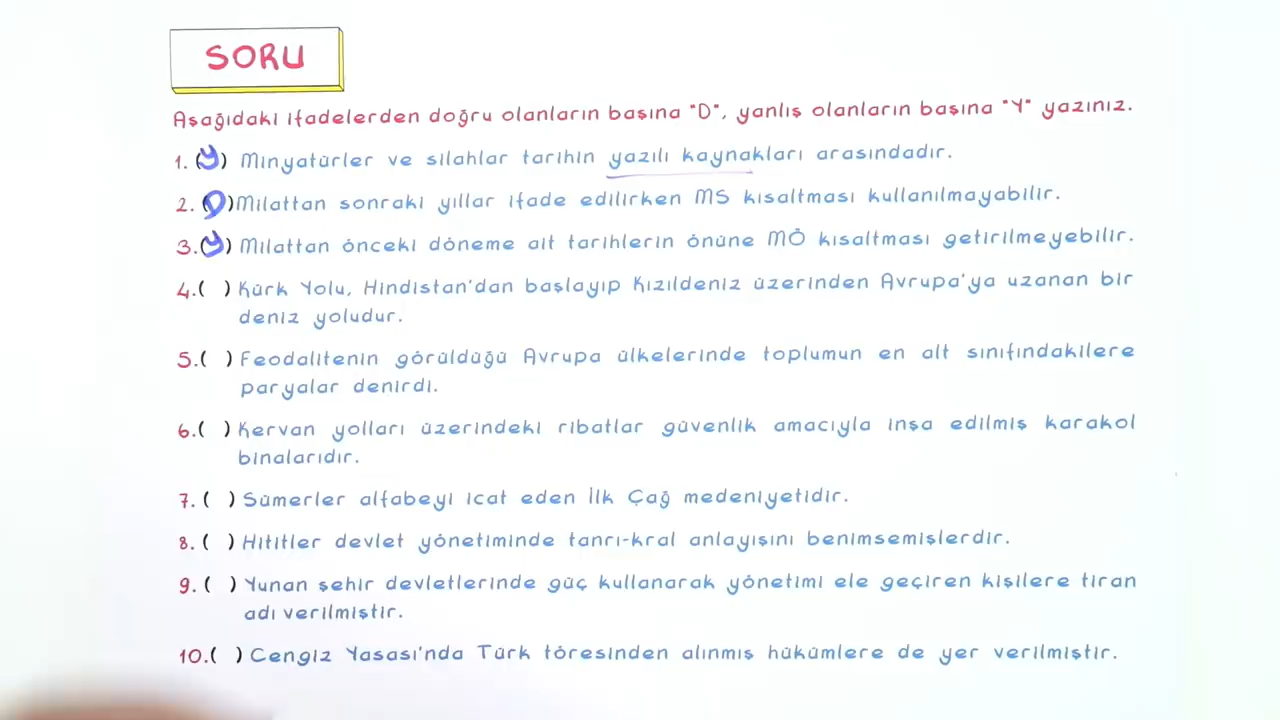 SORU
Aşağıdaki ifadelerden doğru olanların başına "D", yanlış olanların başına "Y" yazınız.
1. (Y) Minyatürler ve silahlar tarihin yazılı kaynakları arasındadır.
2. (D) Milattan sonraki yıllar ifade edilirken MS kısaltması kullanılmayabilir.
3. (Y) Milattan önceki döneme ait tarihlerin önüne MÖ kısaltması getirilmeyebilir.
4. ( ) Kürk Yolu, Hindistan'dan başlayıp Kızıldeniz üzerinden Avrupa'ya uzanan bir
deniz yoludur.
5. ( ) Feodalitenin görüldüğü Avrupa ülkelerinde toplumun en alt sınıfındakilere
paryalar denirdi.
6. ( ) Kervan yolları üzerindeki ribatlar güvenlik amacıyla inşa edilmiş karakol
binalarıdır.
7. ( ) Sümerler alfabeyi icat eden İlk Çağ medeniyetidir.
8. ( ) Hititler devlet yönetiminde tanrı-kral anlayışını benimsemişlerdir.
9. ( ) Yunan şehir devletlerinde güç kullanarak yönetimi ele geçiren kişilere tiran
adı verilmiştir.
10. ( ) Cengiz Yasası'nda Türk töresinden alınmış hükümlere de yer verilmiştir.